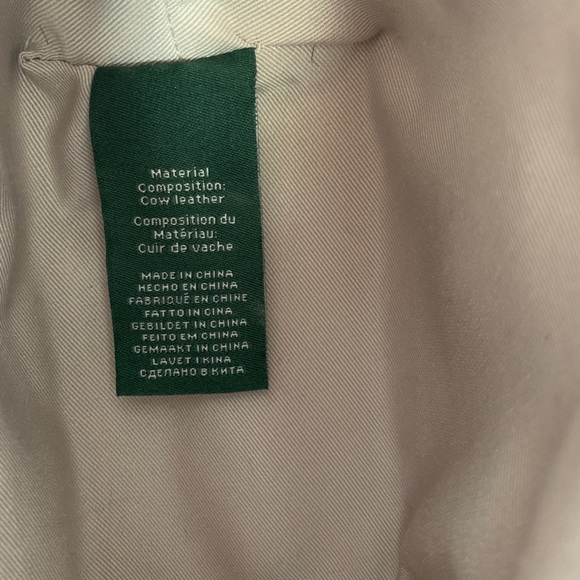 Material
Composition:
Cow leather
Composition du
Matériau:
Cuir de vache
MADE IN CHINA
HECHO EN CHINA
FABRIQUÉ EN CHINE
FATTO IN CINA
GEBILDET IN CHINA
FEITO EM CHINA
GEMAAKT IN CHINA
LAVET I KINA
СДЕЛАНО В КИТА